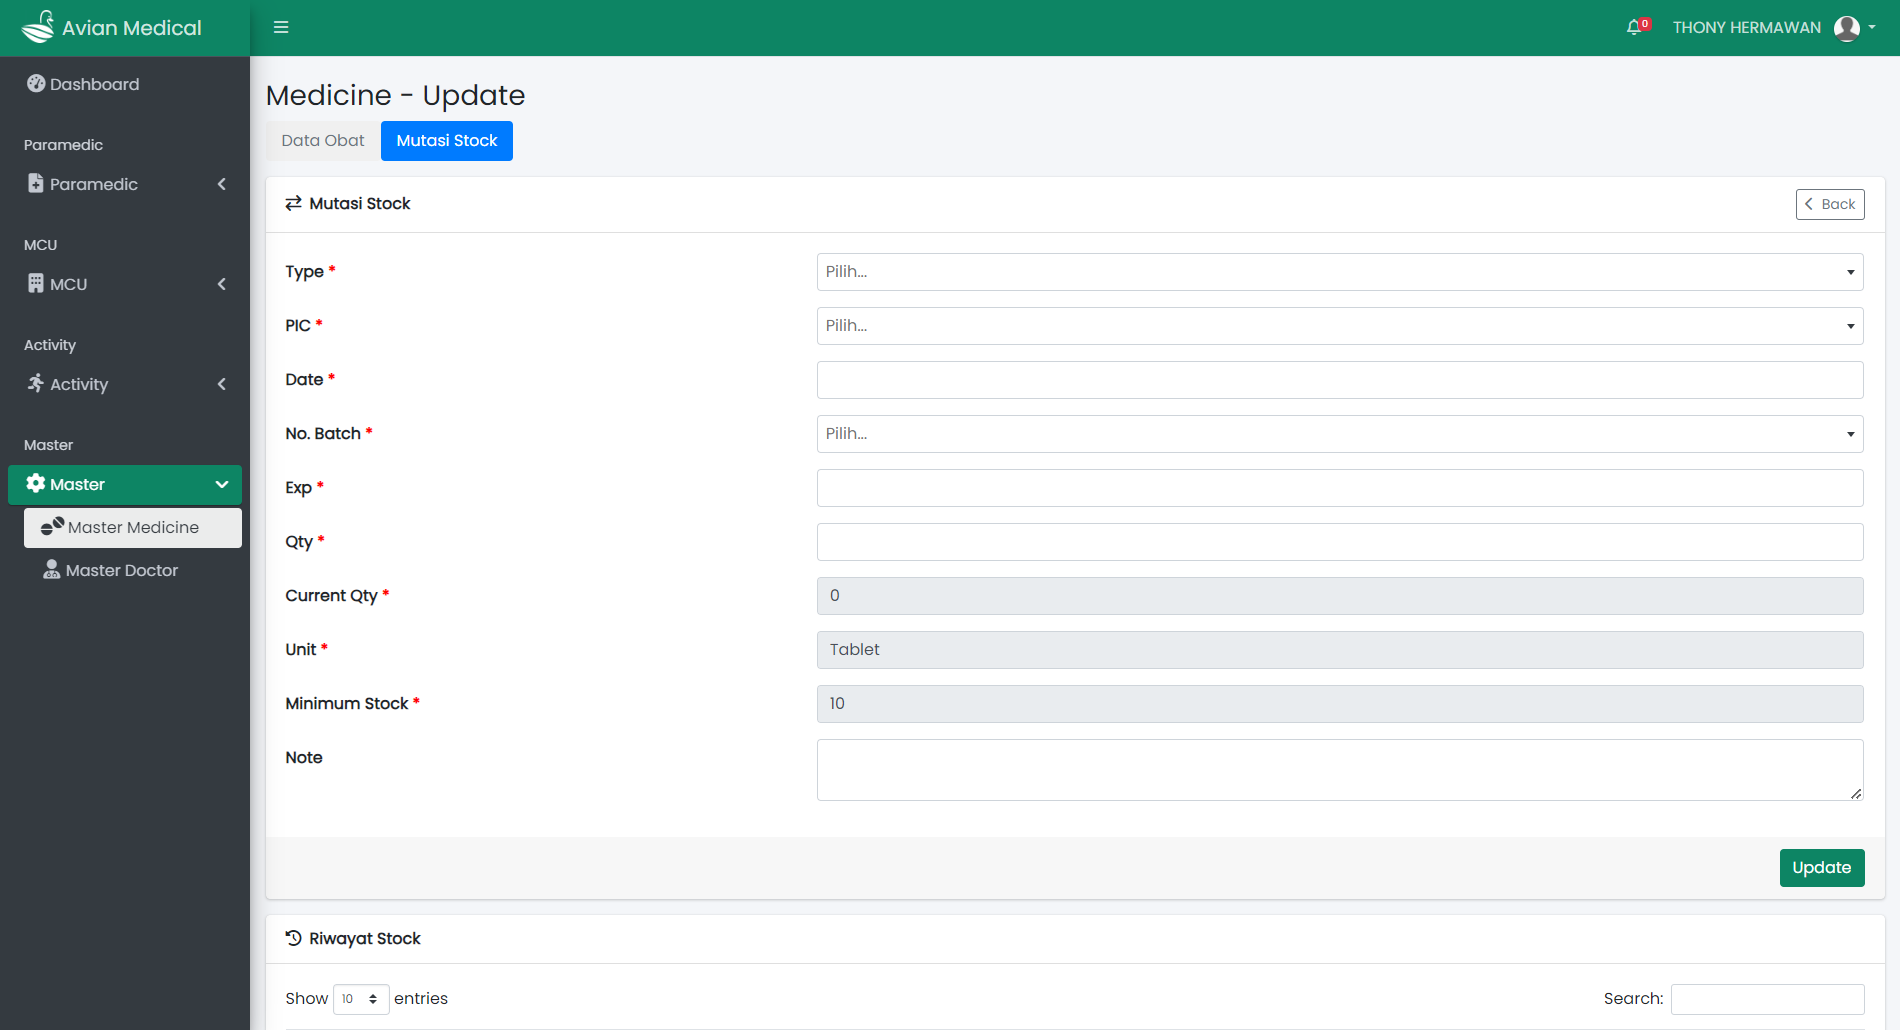 Avian Medical
0
THONY HERMAWAN
Dashboard
Paramedic
Paramedic
MCU
MCU
Activity
Activity
Master
Master
Master Medicine
Master Doctor
Medicine - Update
Data Obat
Mutasi Stock
Mutasi Stock
Back
Type *
Pilih...
PIC *
Pilih...
Date *
No. Batch *
Pilih...
Exp *
Qty *
Current Qty *
0
Unit *
Tablet
Minimum Stock *
10
Note
Update
Riwayat Stock
Show 10 entries
Search: